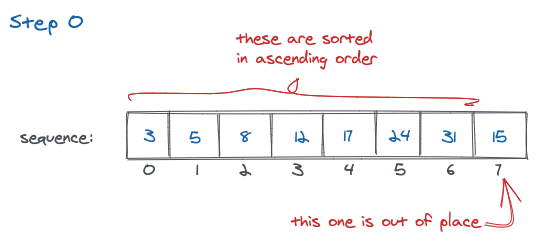 Step 0
these are sorted
in ascending order
sequence: 3 5 8 12 17 24 31 15
0 1 2 3 4 5 6 7
this one is out of place